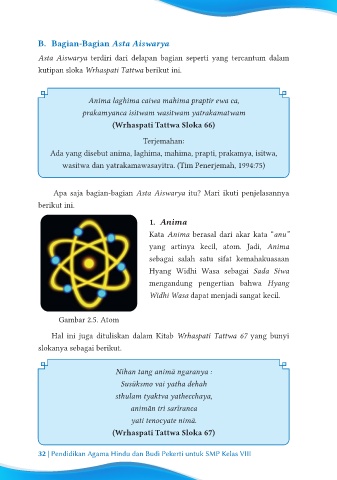 B. Bagian-Bagian Asta Aiswarya
Asta Aiswarya terdiri dari delapan bagian seperti yang tercantum dalam
kutipan sloka Wrhaspati Tattwa berikut ini.
Anima laghima caiwa mahima praptir ewa ca,
prakamyanca isitwam wasitwam yatrakamatwam
(Wrhaspati Tattwa Sloka 66)
Terjemahan:
Ada yang disebut anima, laghima, mahima, prapti, prakamya, isitwa,
wasitwa dan yatrakamawasayitra. (Tim Penerjemah, 1994:75)
Apa saja bagian-bagian Asta Aiswarya itu? Mari ikuti penjelasannya
berikut ini.
1. Anima
Kata Anima berasal dari akar kata “anu”
yang artinya kecil, atom. Jadi, Anima
sebagai salah satu sifat kemahakuasaan
Hyang Widhi Wasa sebagai Sada Siwa
mengandung pengertian bahwa Hyang
Widhi Wasa dapat menjadi sangat kecil.
Gambar 2.5. Atom
Hal ini juga dituliskan dalam Kitab Wrhaspati Tattwa 67 yang bunyi
slokanya sebagai berikut.
Nihan tang animā ngaranya :
Susūksmo vai yatha dehah
sthulam tyaktva yathecchaya,
animān tri sarīranca
yati tenocyate nimā.
(Wrhaspati Tattwa Sloka 67)
32 | Pendidikan Agama Hindu dan Budi Pekerti untuk SMP Kelas VIII